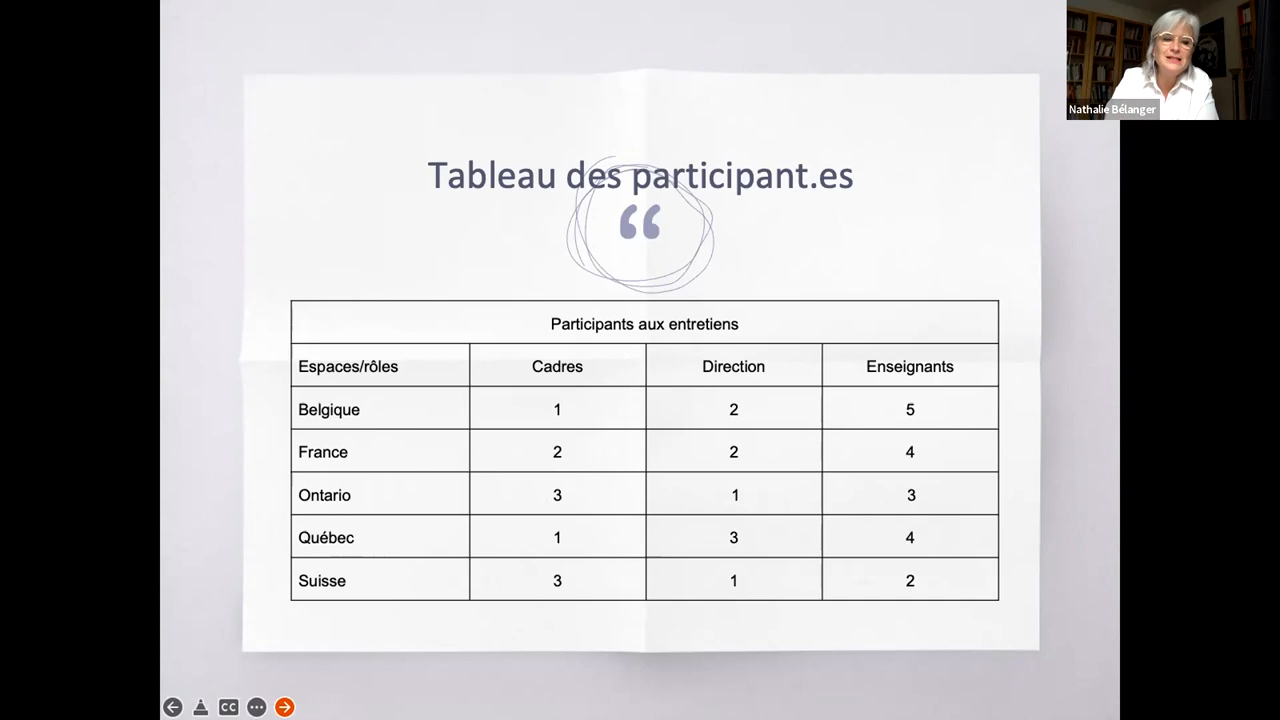 Nathalie Bélanger
Tableau des participant.es
“
Participants aux entretiens
Espaces/rôles Cadres Direction Enseignants
Belgique 1 2 5
France 2 2 4
Ontario 3 1 3
Québec 1 3 4
Suisse 3 1 2
CC